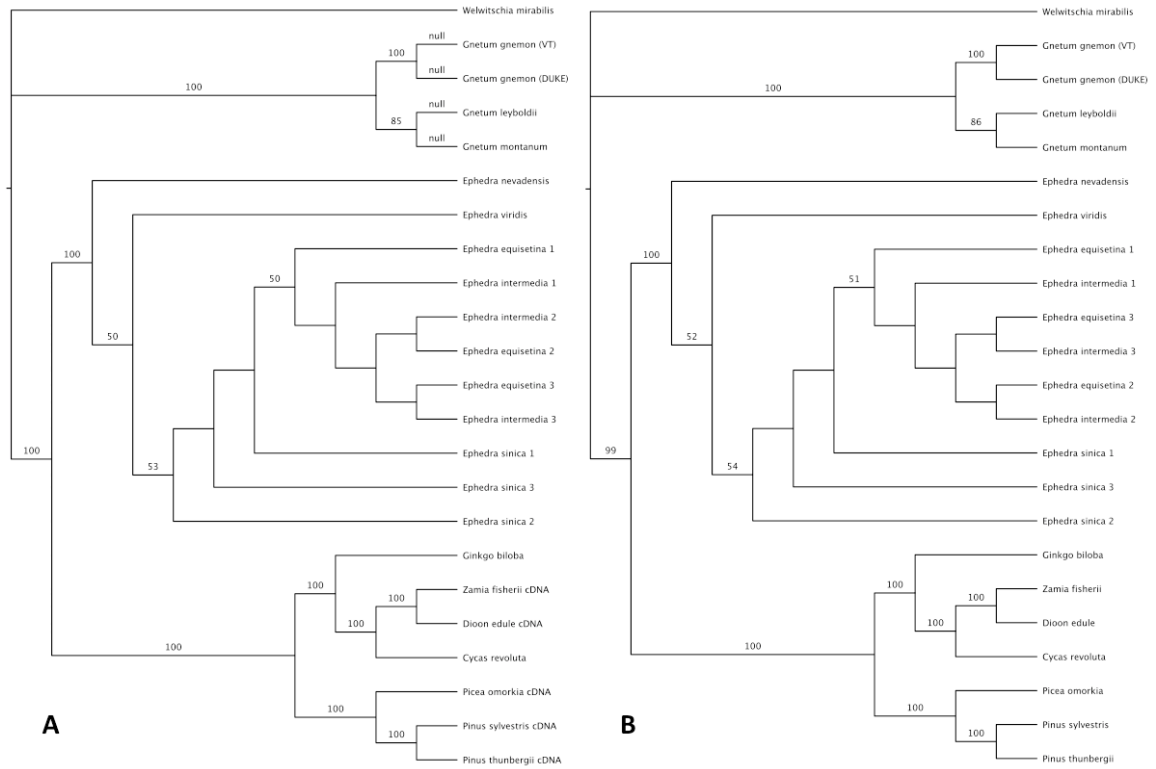 Welwitschia mirabilis
null
Gnetum gnemon (VT)
100
null
Gnetum gnemon (DUKE)
100
null
Gnetum leyboldii
85
null
Gnetum montanum
Ephedra nevadensis
Ephedra viridis
100
Ephedra equisetina 1
50
Ephedra intermedia 1
Ephedra intermedia 2
50
Ephedra equisetina 2
Ephedra equisetina 3
Ephedra intermedia 3
100
Ephedra sinica 1
53
Ephedra sinica 3
Ephedra sinica 2
Ginkgo biloba
100
Zamia fisherii cDNA
100
Dioon edule cDNA
100
100
Cycas revoluta
Picea omorkia cDNA
100
Pinus sylvestris cDNA
100
Pinus thunbergii cDNA
A
Welwitschia mirabilis
Gnetum gnemon (VT)
100
Gnetum gnemon (DUKE)
100
Gnetum leyboldii
86
Gnetum montanum
Ephedra nevadensis
Ephedra viridis
100
Ephedra equisetina 1
51
Ephedra intermedia 1
Ephedra equisetina 3
52
Ephedra intermedia 3
Ephedra equisetina 2
Ephedra intermedia 2
99
Ephedra sinica 1
54
Ephedra sinica 3
Ephedra sinica 2
Ginkgo biloba
100
Zamia fisherii
100
Dioon edule
100
100
Cycas revoluta
Picea omorkia
100
Pinus sylvestris
100
Pinus thunbergii
B